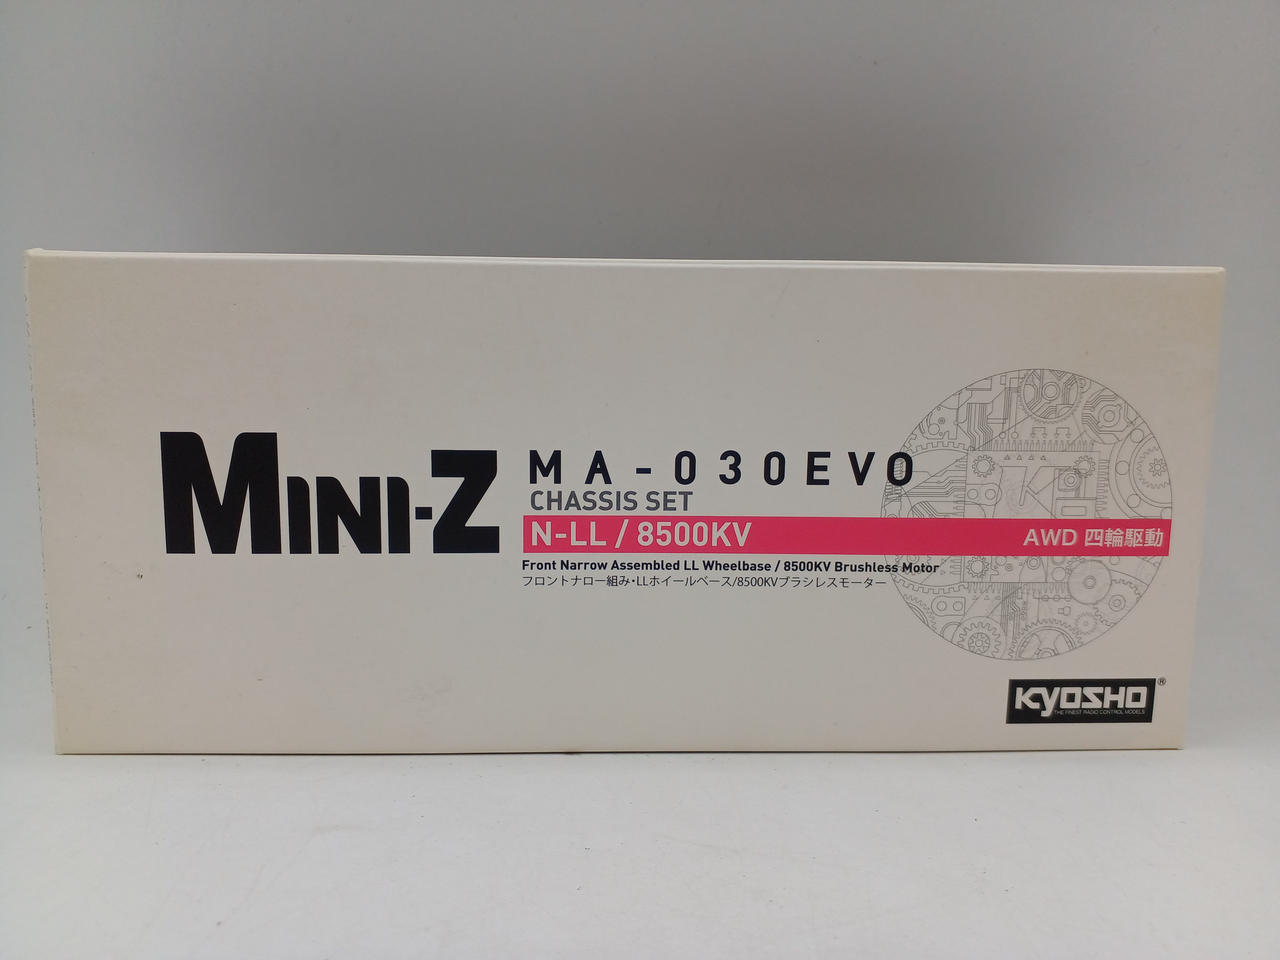 MINI-Z
MA-030EVO
CHASSIS SET
N-LL / 8500KV
AWD 四輪駆動
Front Narrow Assembled LL Wheelbase / 8500KV Brushless Motor
フロントナロー組み・LLホイールベース/8500KVブラシレスモーター
KYOSHO ®
THE FINEST RADIO CONTROL MODELS